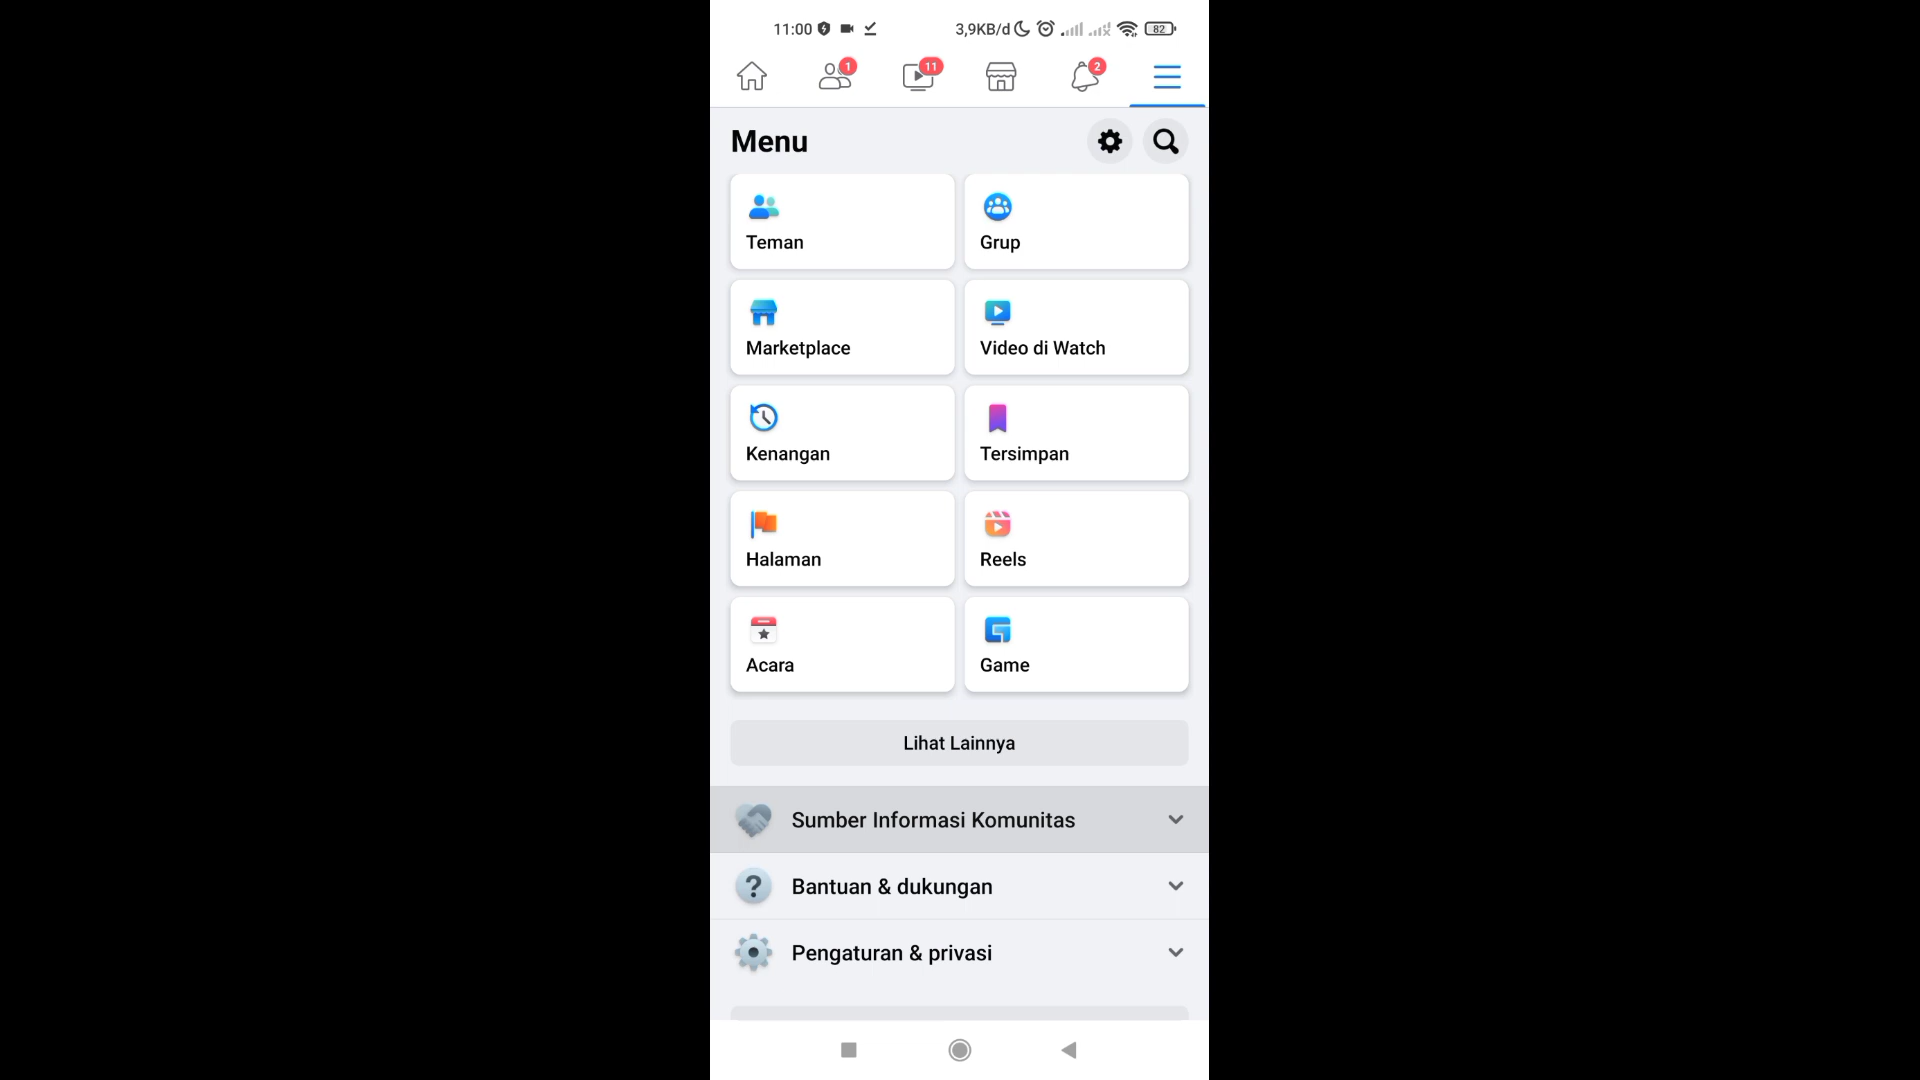 11:00 3,9KB/d 82
1 11 2
Menu
Teman Grup
Marketplace Video di Watch
Kenangan Tersimpan
Halaman Reels
Acara Game
Lihat Lainnya
Sumber Informasi Komunitas
Bantuan & dukungan
Pengaturan & privasi